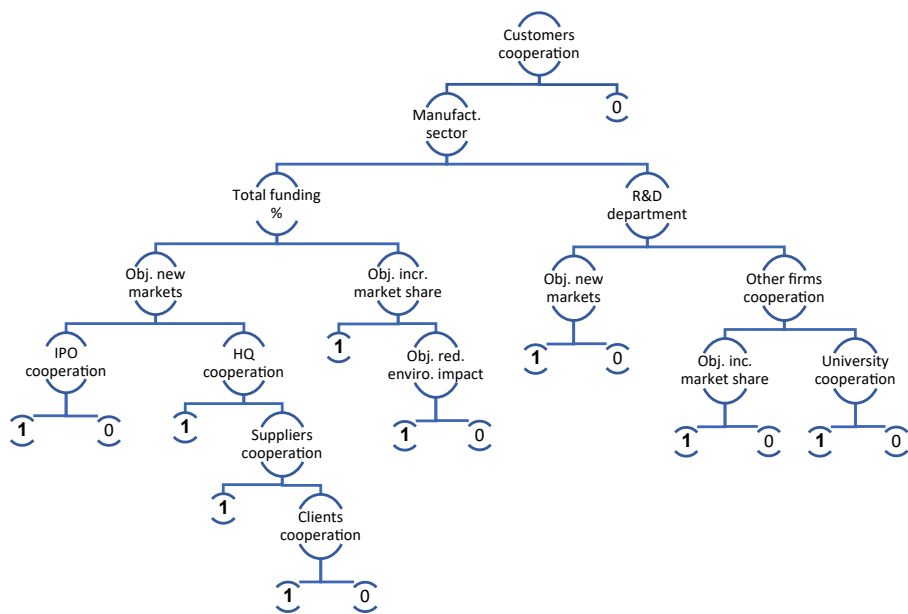 Customers
cooperation
Manufact.
sector
0
Total funding
%
R&D
department
Obj. new
markets
Obj. incr.
market share
Obj. new
markets
Other firms
cooperation
IPO
cooperation
HQ
cooperation
1
Obj. red.
enviro. impact
1
0
Obj. inc.
market share
University
cooperation
1
0
1
Suppliers
cooperation
1
0
1
0
1
0
1
Clients
cooperation
1
0